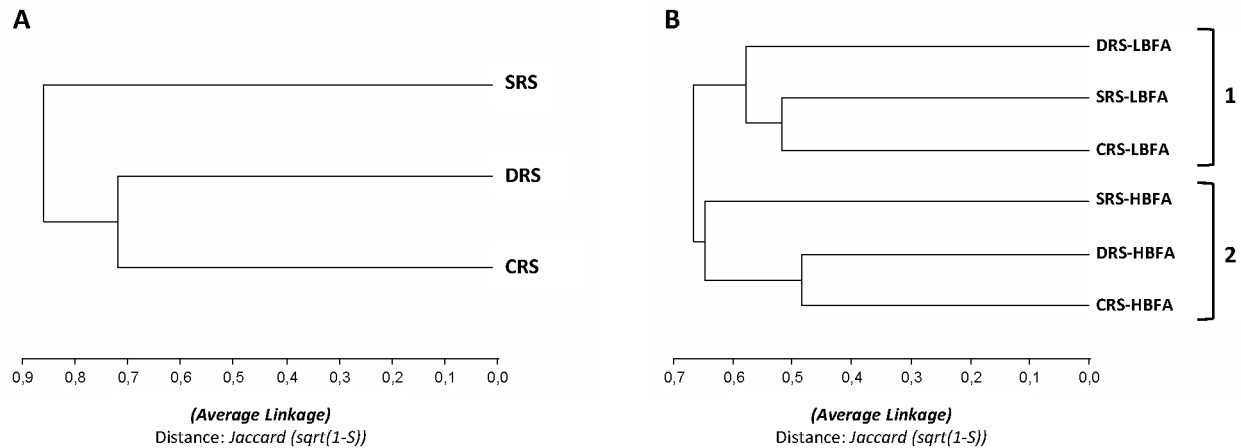 A
SRS
DRS
CRS
0,9 0,8 0,7 0,6 0,5 0,4 0,3 0,2 0,1 0,0
(Average Linkage)
Distance: Jaccard (sqrt(1-S))
B
DRS-LBFA
SRS-LBFA
CRS-LBFA
1
SRS-HBFA
DRS-HBFA
CRS-HBFA
2
0,7 0,6 0,5 0,4 0,3 0,2 0,1 0,0
(Average Linkage)
Distance: Jaccard (sqrt(1-S))